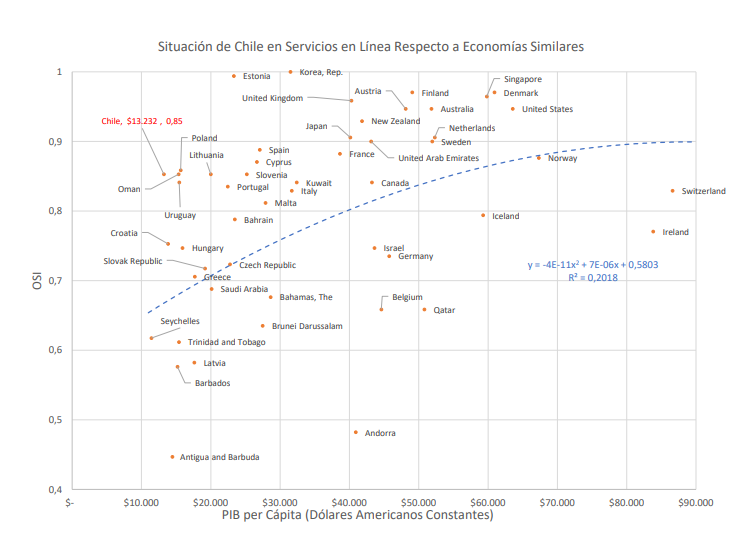 Situación de Chile en Servicios en Línea Respecto a Economías Similares
1
Estonia
Korea, Rep.
Singapore
Austria
Finland
Denmark
United Kingdom
Australia
United States
Chile, $13.232 , 0,85
Japan
New Zealand
Netherlands
0,9
Poland
Sweden
Lithuania
Spain
France
United Arab Emirates
Norway
Cyprus
Slovenia
Oman
Portugal
Kuwait
Italy
Canada
Switzerland
Malta
0,8
Uruguay
Bahrain
Iceland
Croatia
Ireland
Hungary
Israel
Germany
Slovak Republic
Czech Republic
y = -4E-11x² + 7E-06x + 0,5803
R² = 0,2018
0,7
Greece
Saudi Arabia
Bahamas, The
Belgium
Qatar
Seychelles
Brunei Darussalam
Trinidad and Tobago
0,6
Latvia
Barbados
0,5
Andorra
Antigua and Barbuda
0,4
OSI
$- $10.000 $20.000 $30.000 $40.000 $50.000 $60.000 $70.000 $80.000 $90.000
PIB per Cápita (Dólares Americanos Constantes)